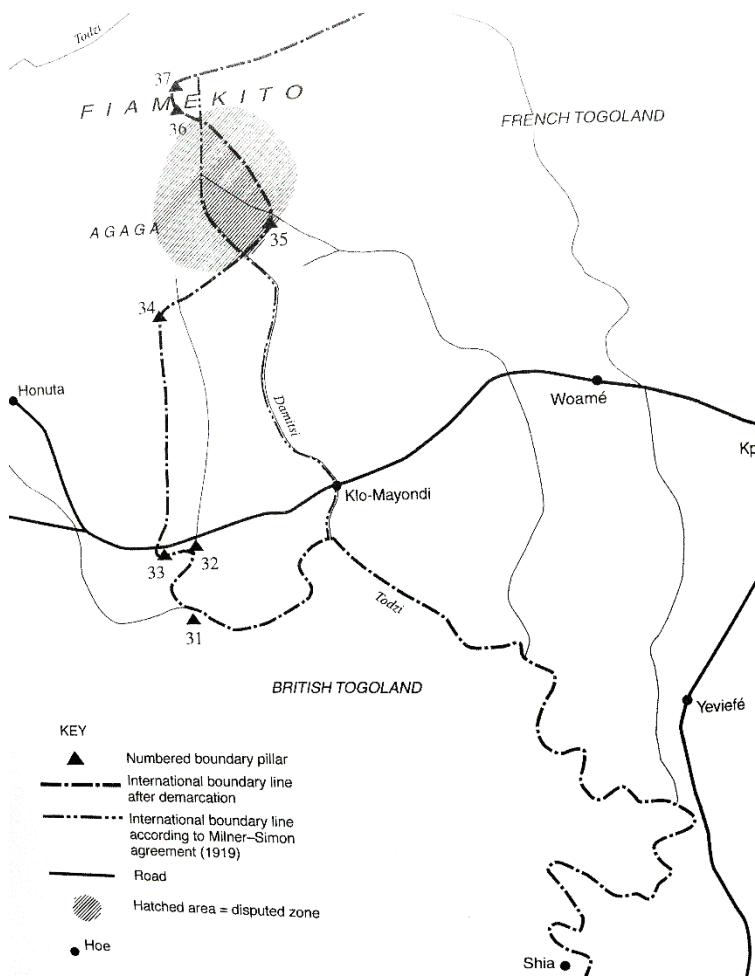 Todzi
37
FIAMEKITO
36
FRENCH TOGOLAND
AGAGA
35
34
Honuta
Damitsi
Woamé
Kp
Klo-Mayondi
33
32
Todzi
31
BRITISH TOGOLAND
Yeviefé
KEY
Numbered boundary pillar
International boundary line
after demarcation
International boundary line
according to Milner–Simon
agreement (1919)
Road
Hatched area = disputed zone
Hoe
Shia